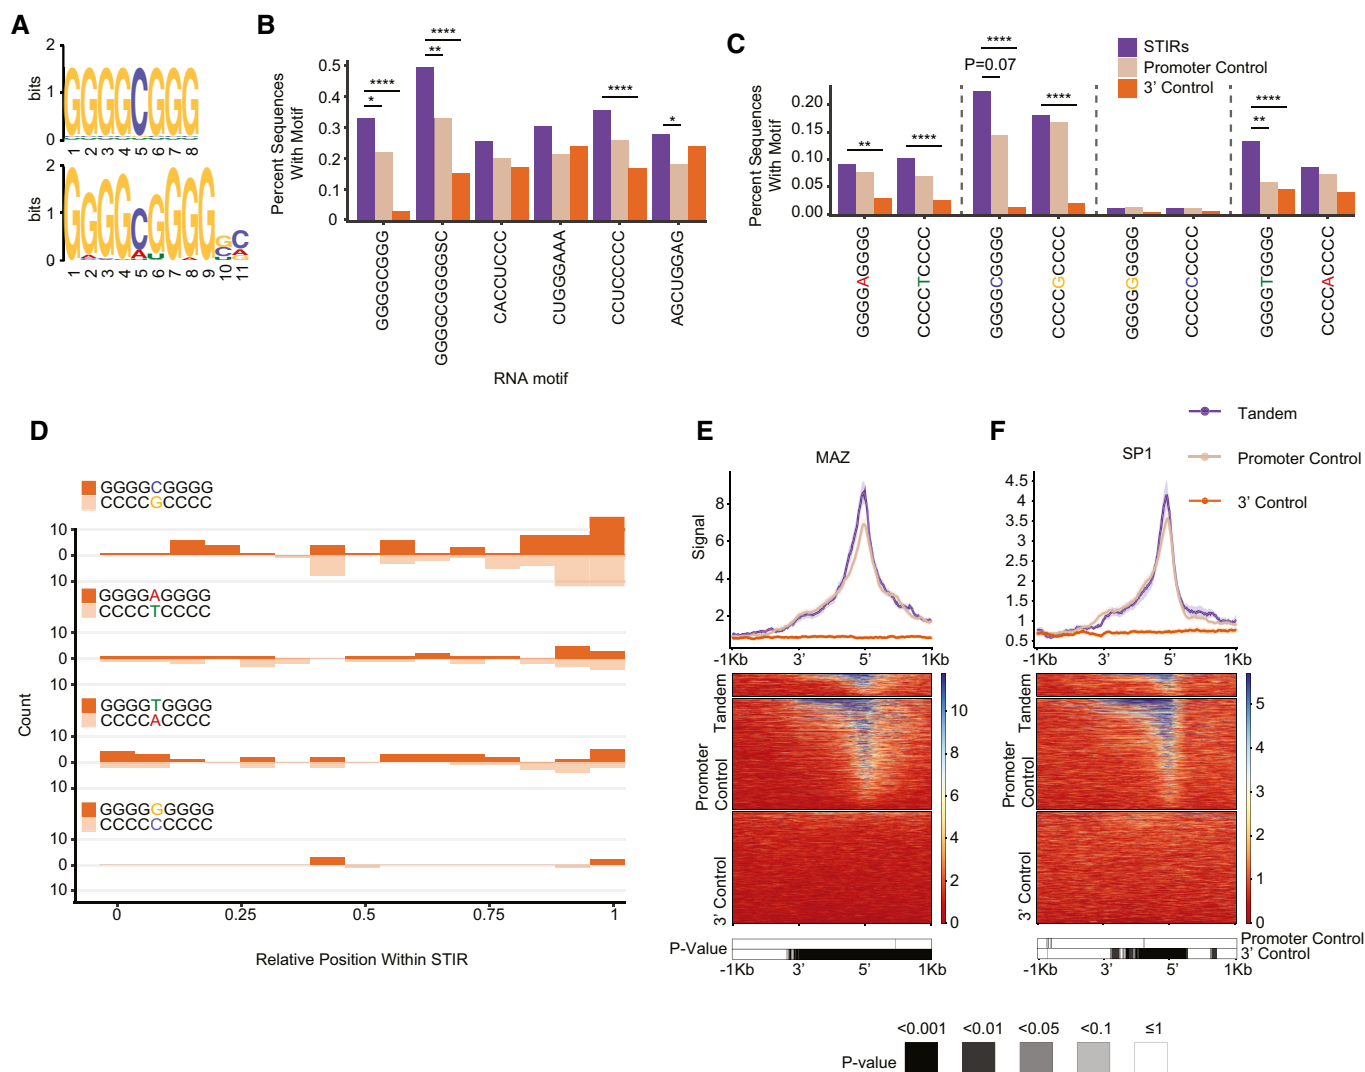 A
2
bits
1
0
GGGGCGGG
1 2 3 4 5 6 7 8
2
bits
1
0
GGGGCGGGGGC
CA
AUUG
1 2 3 4 5 6 7 8 9 10 11
B
Percent Sequences
With Motif
0.5
0.4
0.3
0.2
0.1
0
* ****
** ****
****
*
GGGGCGGG
GGGGCGGGGSC
CACCUCCC
CUGGGAAA
CCUCCCCC
AGCUGGAG
RNA motif
C
STIRs
Promoter Control
3' Control
Percent Sequences
With Motif
0.20
0.15
0.10
0.05
0.00
**
****
****
P=0.07
****
****
**
GGGGAGGGG
CCCCTCCCC
GGGGCGGGG
CCCCGCCCC
GGGGGGGGG
CCCCCCCCC
GGGGTGGGG
CCCCACCCC
D
Count
GGGGCGGGG
CCCCGCCCC
10
0
10
GGGGAGGGG
CCCCTCCCC
10
0
10
GGGGTGGGG
CCCCACCCC
10
0
10
GGGGGGGGG
CCCCCCCCC
10
0
10
0 0.25 0.5 0.75 1
Relative Position Within STIR
E
MAZ
Signal
8
6
4
2
-1Kb 3' 5' 1Kb
Tandem
Promoter
Control
3' Control
10
8
6
4
2
0
P-Value
-1Kb 3' 5' 1Kb
F
SP1
Tandem
Promoter Control
3' Control
4.5
4
3.5
3
2.5
2
1.5
1
0.5
-1Kb 3' 5' 1Kb
Tandem
Promoter
Control
3' Control
5
4
3
2
1
0
Promoter Control
3' Control
-1Kb 3' 5' 1Kb
P-value
<0.001 <0.01 <0.05 <0.1 ≤1